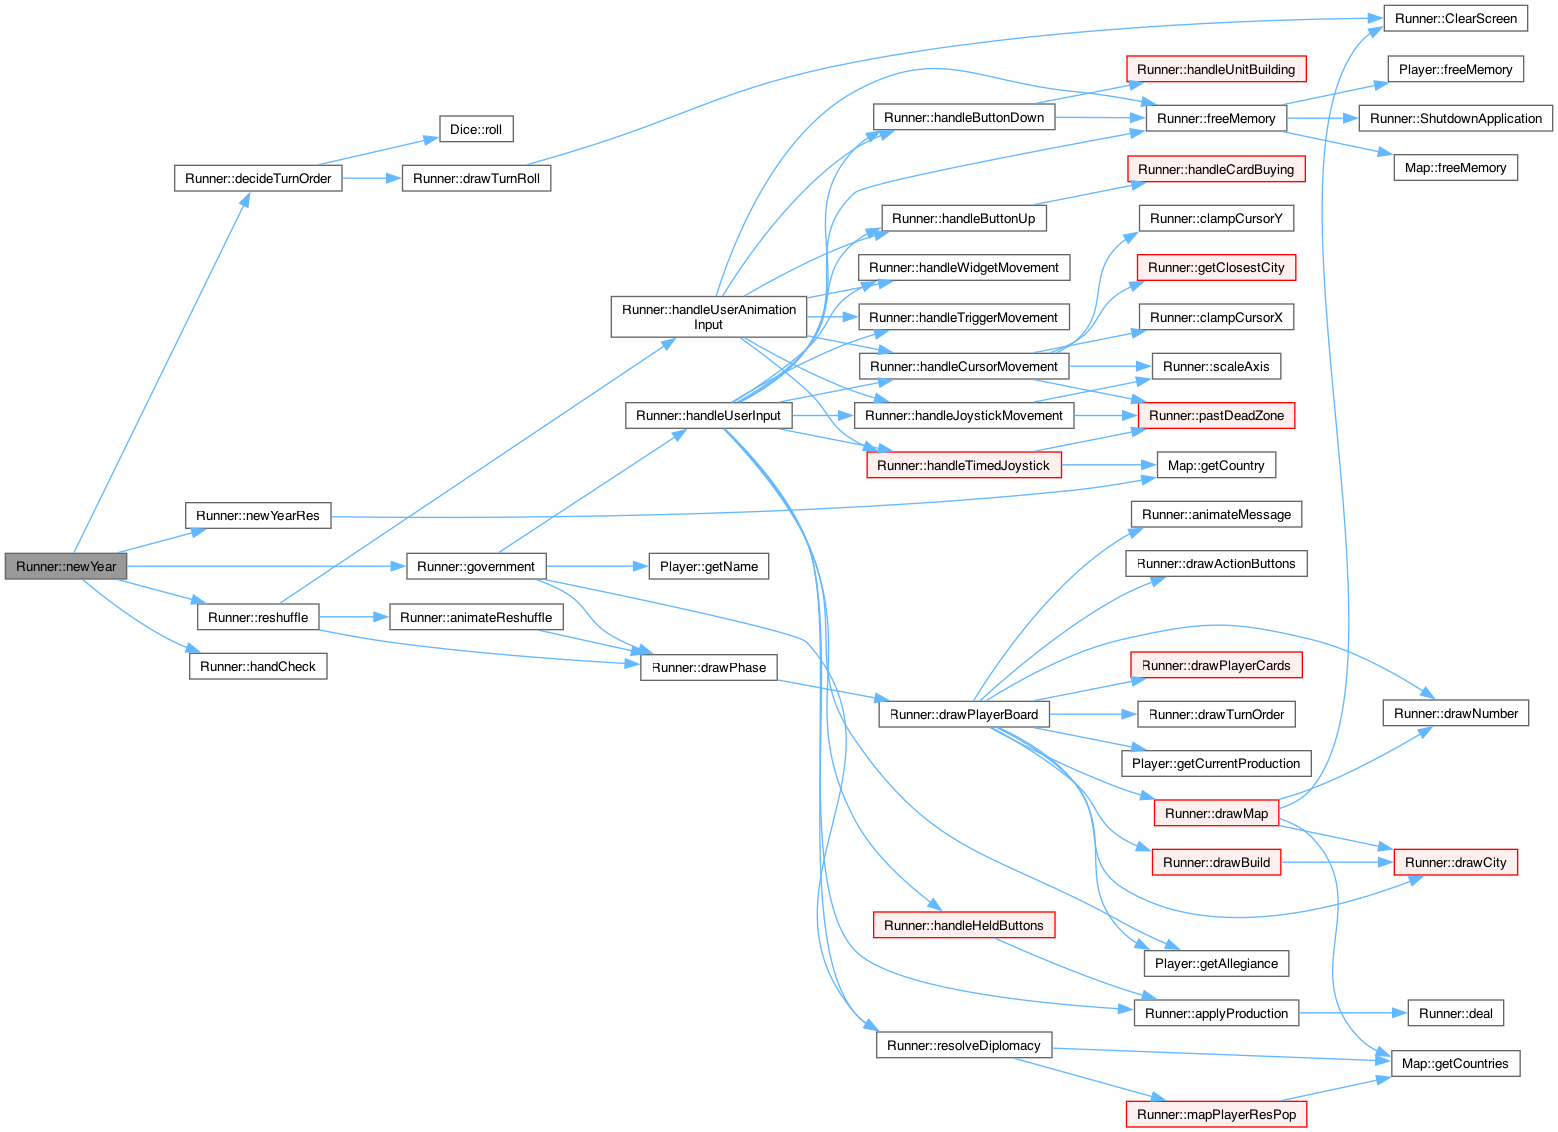 Runner::ClearScreen
Runner::handleUnitBuilding
Player::freeMemory
Runner::handleButtonDown
Runner::freeMemory
Runner::ShutdownApplication
Dice::roll
Runner::decideTurnOrder
Runner::drawTurnRoll
Runner::handleCardBuying
Map::freeMemory
Runner::handleButtonUp
Runner::clampCursorY
Runner::handleWidgetMovement
Runner::getClosestCity
Runner::handleUserAnimation
Input
Runner::handleTriggerMovement
Runner::clampCursorX
Runner::handleCursorMovement
Runner::scaleAxis
Runner::handleUserInput
Runner::handleJoystickMovement
Runner::pastDeadZone
Runner::handleTimedJoystick
Map::getCountry
Runner::newYearRes
Runner::animateMessage
Runner::newYear
Runner::government
Player::getName
Runner::drawActionButtons
Runner::reshuffle
Runner::animateReshuffle
Runner::handCheck
Runner::drawPhase
Runner::drawPlayerCards
Runner::drawPlayerBoard
Runner::drawTurnOrder
Runner::drawNumber
Player::getCurrentProduction
Runner::drawMap
Runner::drawBuild
Runner::drawCity
Runner::handleHeldButtons
Player::getAllegiance
Runner::applyProduction
Runner::deal
Runner::resolveDiplomacy
Map::getCountries
Runner::mapPlayerResPop